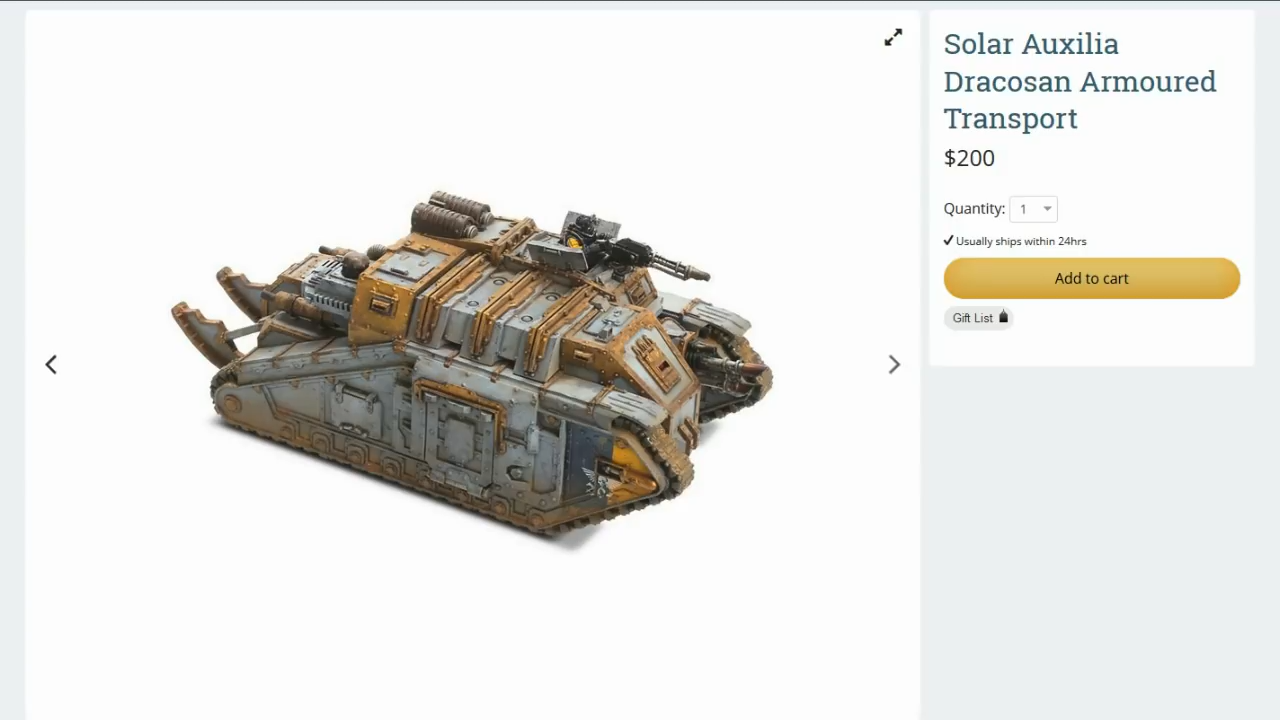 Solar Auxilia
Dracosan Armoured
Transport
$200
Quantity: 1
Usually ships within 24hrs
Add to cart
Gift List